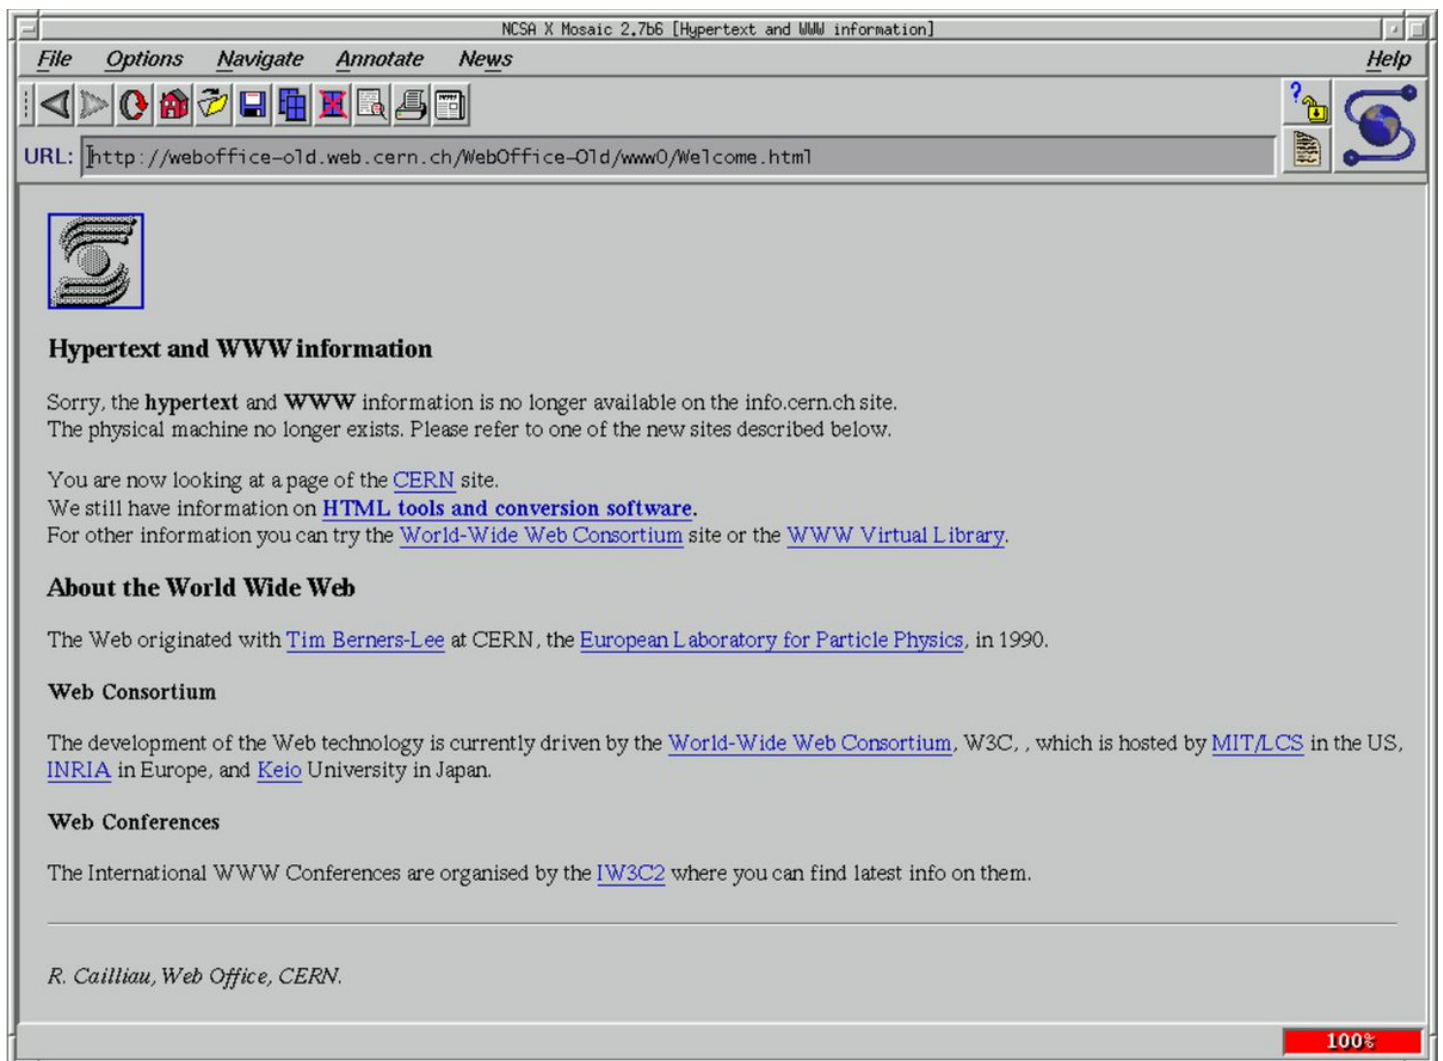 NCSA X Mosaic 2.7b6 [Hypertext and WWW information]
File Options Navigate Annotate News Help
URL: http://weboffice-old.web.cern.ch/WebOffice-Old/www0/Welcome.html
Hypertext and WWW information
Sorry, the hypertext and WWW information is no longer available on the info.cern.ch site.
The physical machine no longer exists. Please refer to one of the new sites described below.
You are now looking at a page of the CERN site.
We still have information on HTML tools and conversion software.
For other information you can try the World-Wide Web Consortium site or the WWW Virtual Library.
About the World Wide Web
The Web originated with Tim Berners-Lee at CERN, the European Laboratory for Particle Physics, in 1990.
Web Consortium
The development of the Web technology is currently driven by the World-Wide Web Consortium, W3C, , which is hosted by MIT/LCS in the US,
INRIA in Europe, and Keio University in Japan.
Web Conferences
The International WWW Conferences are organised by the IW3C2 where you can find latest info on them.
R. Cailliau, Web Office, CERN.
100%